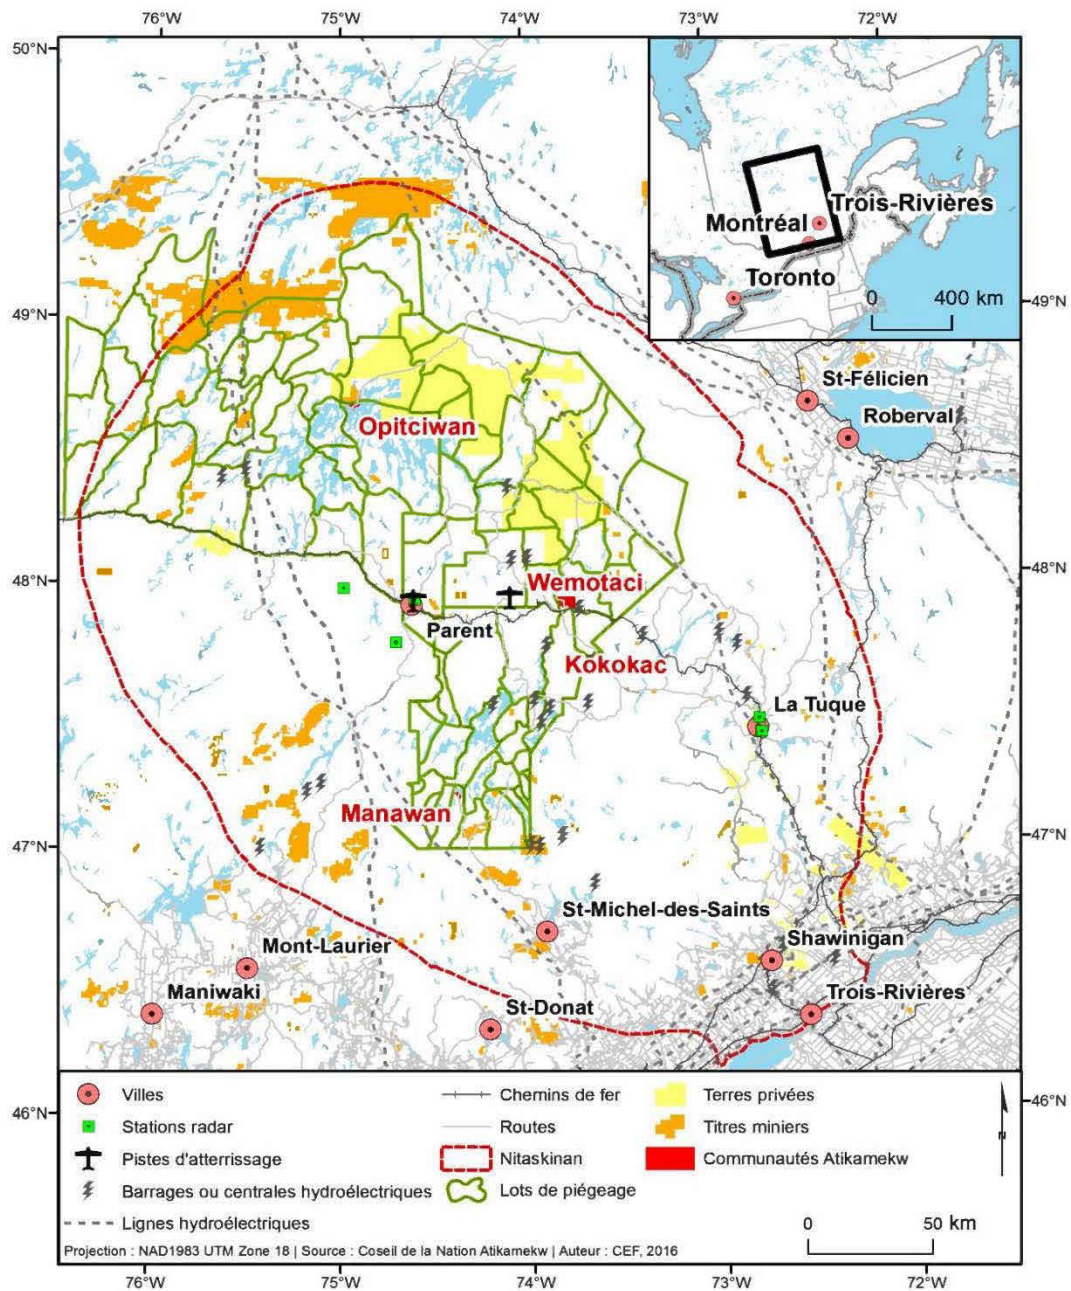 76°W 75°W 74°W 73°W 72°W
50°N
Trois-Rivières
Montréal
Toronto
0 400 km
49°N 49°N
St-Félicien
Roberval
Opitciwan
48°N 48°N
Wemotaci
Parent
Kokokac
La Tuque
Manawan
47°N 47°N
St-Michel-des-Saints
Shawinigan
Mont-Laurier
Maniwaki
Trois-Rivières
St-Donat
Villes Chemins de fer Terres privées
46°N 46°N
Stations radar Routes Titres miniers
N
Pistes d'atterrissage Nitaskinan Communautés Atikamekw
Barrages ou centrales hydroélectriques Lots de piégeage
Lignes hydroélectriques 0 50 km
Projection : NAD1983 UTM Zone 18 | Source : Coseil de la Nation Atikamekw | Auteur : CEF, 2016
76°W 75°W 74°W 73°W 72°W